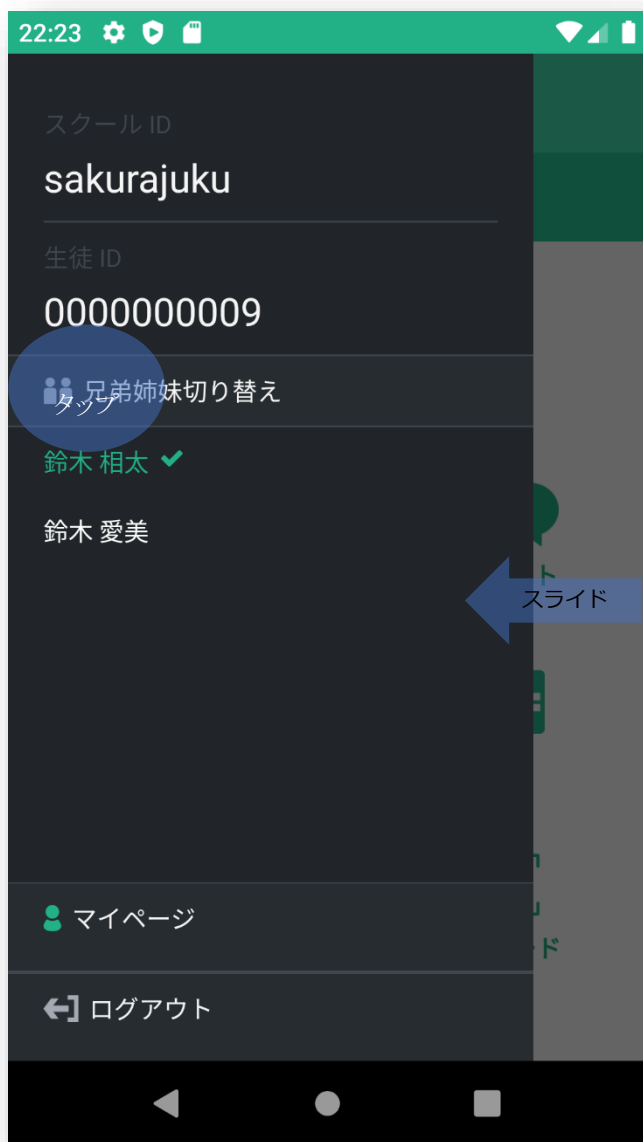 22:23
スクール ID
sakurajuku
生徒 ID
0000000009
兄弟姉妹切り替え
タップ
鈴木 相太
鈴木 愛美
ト
スライド
ド
マイページ
ログアウト